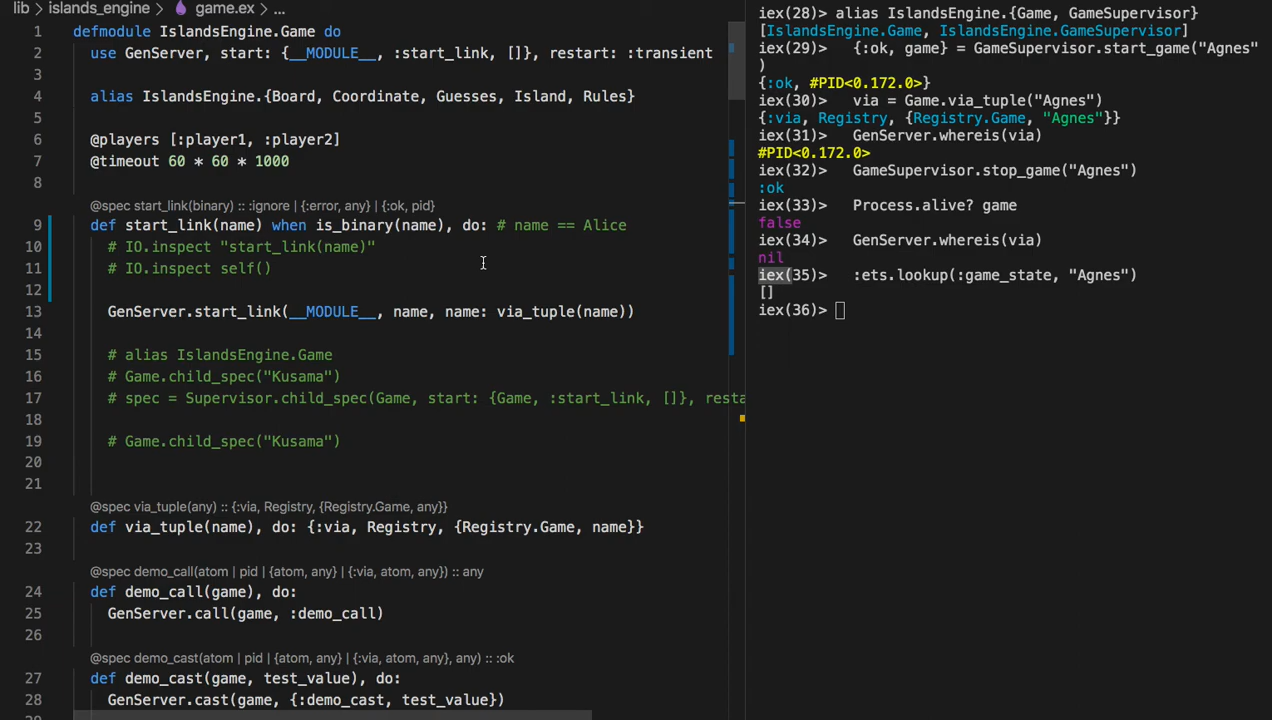 lib > islands_engine > game.ex > ...
1 defmodule IslandsEngine.Game do
2 use GenServer, start: {__MODULE__, :start_link, []}, restart: :transient
3
4 alias IslandsEngine.{Board, Coordinate, Guesses, Island, Rules}
5
6 @players [:player1, :player2]
7 @timeout 60 * 60 * 1000
8
@spec start_link(binary) :: :ignore | {:error, any} | {:ok, pid}
9 def start_link(name) when is_binary(name), do: # name == Alice
10 # IO.inspect "start_link(name)"
11 # IO.inspect self()
12
13 GenServer.start_link(__MODULE__, name, name: via_tuple(name))
14
15 # alias IslandsEngine.Game
16 # Game.child_spec("Kusama")
17 # spec = Supervisor.child_spec(Game, start: {Game, :start_link, []}, resta
18
19 # Game.child_spec("Kusama")
20
21
@spec via_tuple(any) :: {:via, Registry, {Registry.Game, any}}
22 def via_tuple(name), do: {:via, Registry, {Registry.Game, name}}
23
@spec demo_call(atom | pid | {atom, any} | {:via, atom, any}) :: any
24 def demo_call(game), do:
25 GenServer.call(game, :demo_call)
26
@spec demo_cast(atom | pid | {atom, any} | {:via, atom, any}, any) :: :ok
27 def demo_cast(game, test_value), do:
28 GenServer.cast(game, {:demo_cast, test_value})
iex(28)> alias IslandsEngine.{Game, GameSupervisor}
[IslandsEngine.Game, IslandsEngine.GameSupervisor]
iex(29)> {:ok, game} = GameSupervisor.start_game("Agnes"
)
{:ok, #PID<0.172.0>}
iex(30)> via = Game.via_tuple("Agnes")
{:via, Registry, {Registry.Game, "Agnes"}}
iex(31)> GenServer.whereis(via)
#PID<0.172.0>
iex(32)> GameSupervisor.stop_game("Agnes")
:ok
iex(33)> Process.alive? game
false
iex(34)> GenServer.whereis(via)
nil
iex(35)> :ets.lookup(:game_state, "Agnes")
[]
iex(36)>